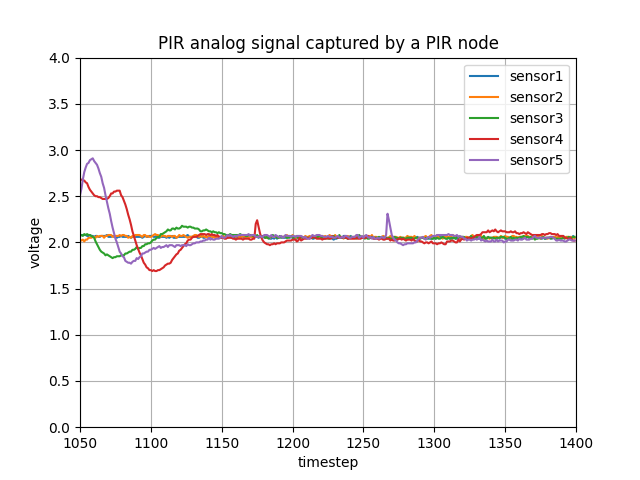 PIR analog signal captured by a PIR node
4.0
3.5
3.0
2.5
2.0
1.5
1.0
0.5
0.0
voltage
sensor1
sensor2
sensor3
sensor4
sensor5
1050 1100 1150 1200 1250 1300 1350 1400
timestep